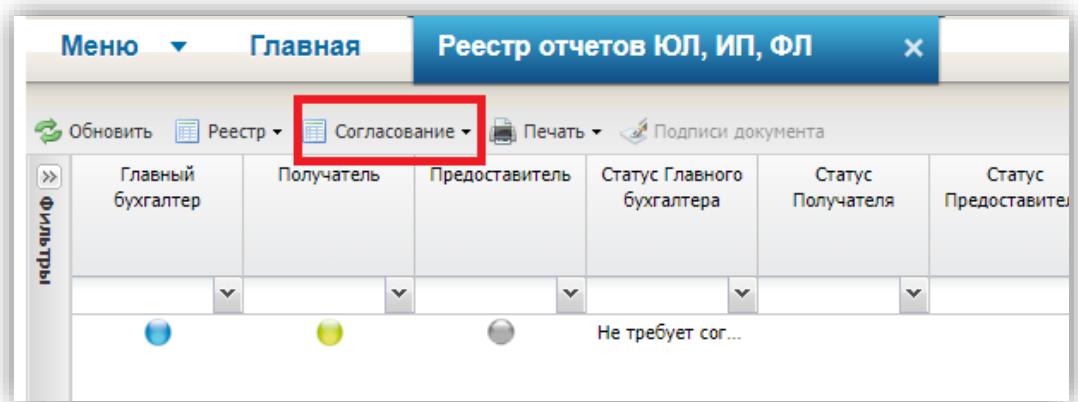 Меню Главная Реестр отчетов ЮЛ, ИП, ФЛ
Обновить Реестр Согласование Печать Подписи документа
Фильтры
Главный бухгалтер
Получатель
Предоставитель
Статус Главного бухгалтера
Статус Получателя
Статус Предоставител
Не требует сог...